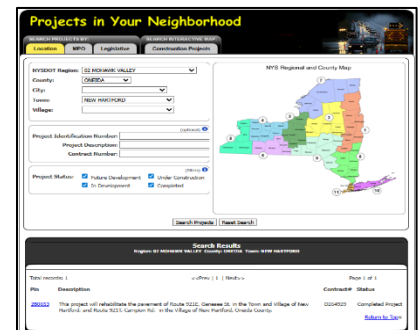 Projects in Your Neighborhood
SEARCH PROJECTS BY: SEARCH INTERACTIVE MAP:
Location MPO Legislative Construction Projects
NYS Regional and County Map
NYSDOT Region: 02 MOHAWK VALLEY
County: ONEIDA
City:
Town: NEW HARTFORD
Village:
(optional)
Project Identification Number:
Project Description:
Contract Number:
Project Status: Future Development Under Construction
In Development Completed
Search Projects Reset Search
Search Results
Region: 02 MOHAWK VALLEY County: ONEIDA Town: NEW HARTFORD
Total records: 1 <<Prev | 1 | Next>> Page 1 of 1
Pin Description Contract# Status
This project will rehabilitate the pavement of Route 921E, Genesee St. in the Town and Village of New Completed Project
Hartford, and Route 921T, Campion Rd. in the Village of New Hartford, Oneida County.
Return to Top